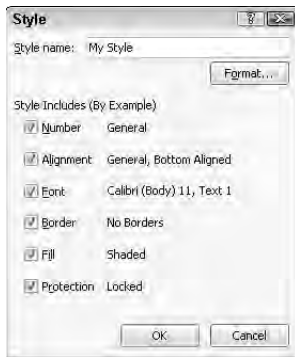 Style
Style name: My Style
Format...
Style Includes (By Example)
Number General
Alignment General, Bottom Aligned
Font Calibri (Body) 11, Text 1
Border No Borders
Fill Shaded
Protection Locked
OK Cancel